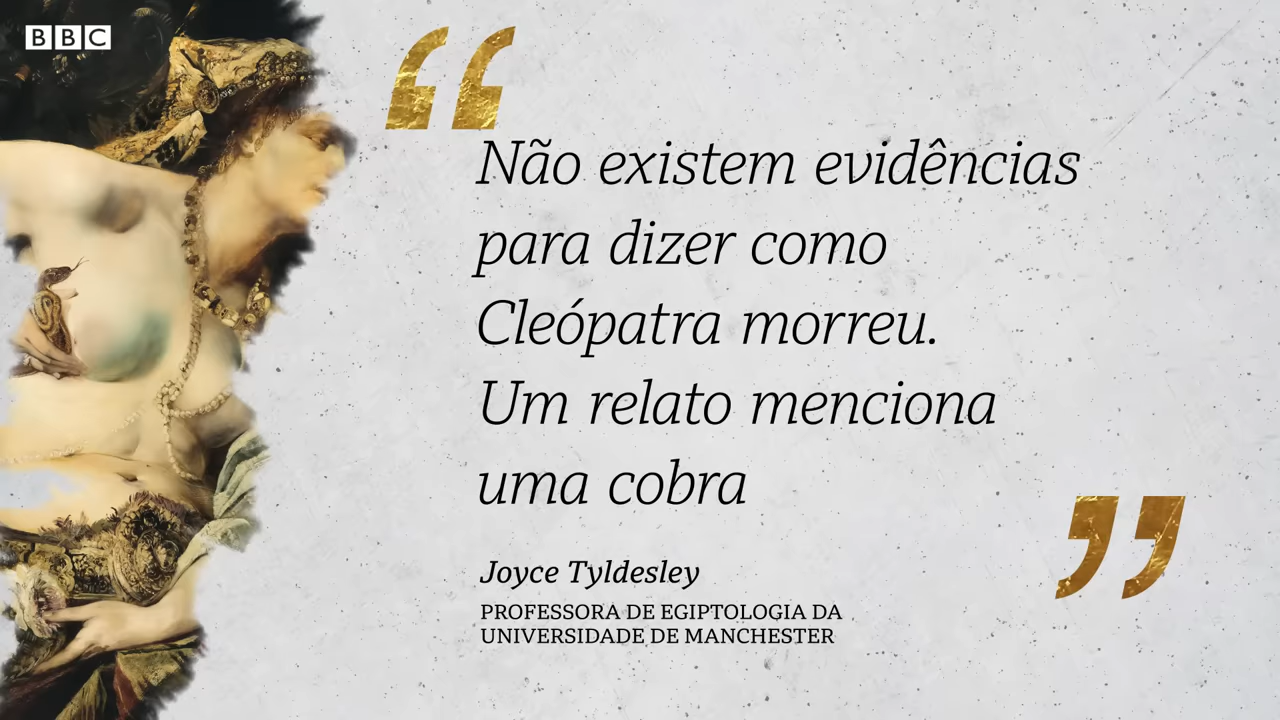 BBC
“
Não existem evidências
para dizer como
Cleópatra morreu.
Um relato menciona
uma cobra
”
Joyce Tyldesley
PROFESSORA DE EGIPTOLOGIA DA
UNIVERSIDADE DE MANCHESTER